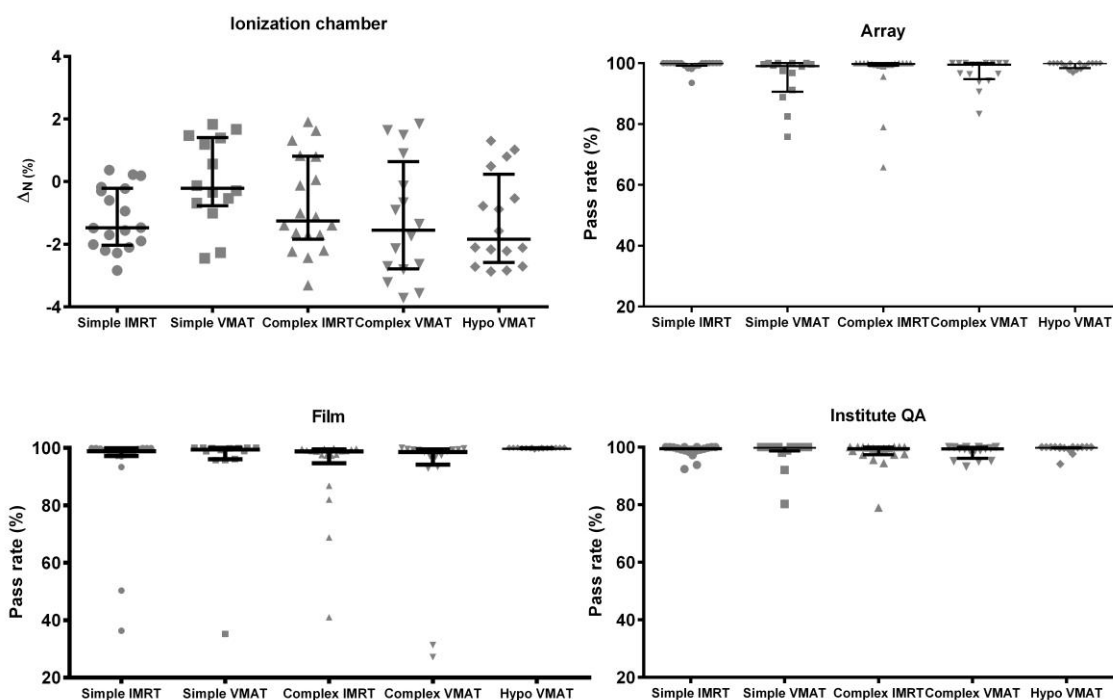 Ionization chamber
4
2
0
-2
-4
ΔN (%)
Simple IMRT Simple VMAT Complex IMRT Complex VMAT Hypo VMAT
Array
100
80
60
40
20
Pass rate (%)
Simple IMRT Simple VMAT Complex IMRT Complex VMAT Hypo VMAT
Film
100
80
60
40
20
Pass rate (%)
Simple IMRT Simple VMAT Complex IMRT Complex VMAT Hypo VMAT
Institute QA
100
80
60
40
20
Pass rate (%)
Simple IMRT Simple VMAT Complex IMRT Complex VMAT Hypo VMAT